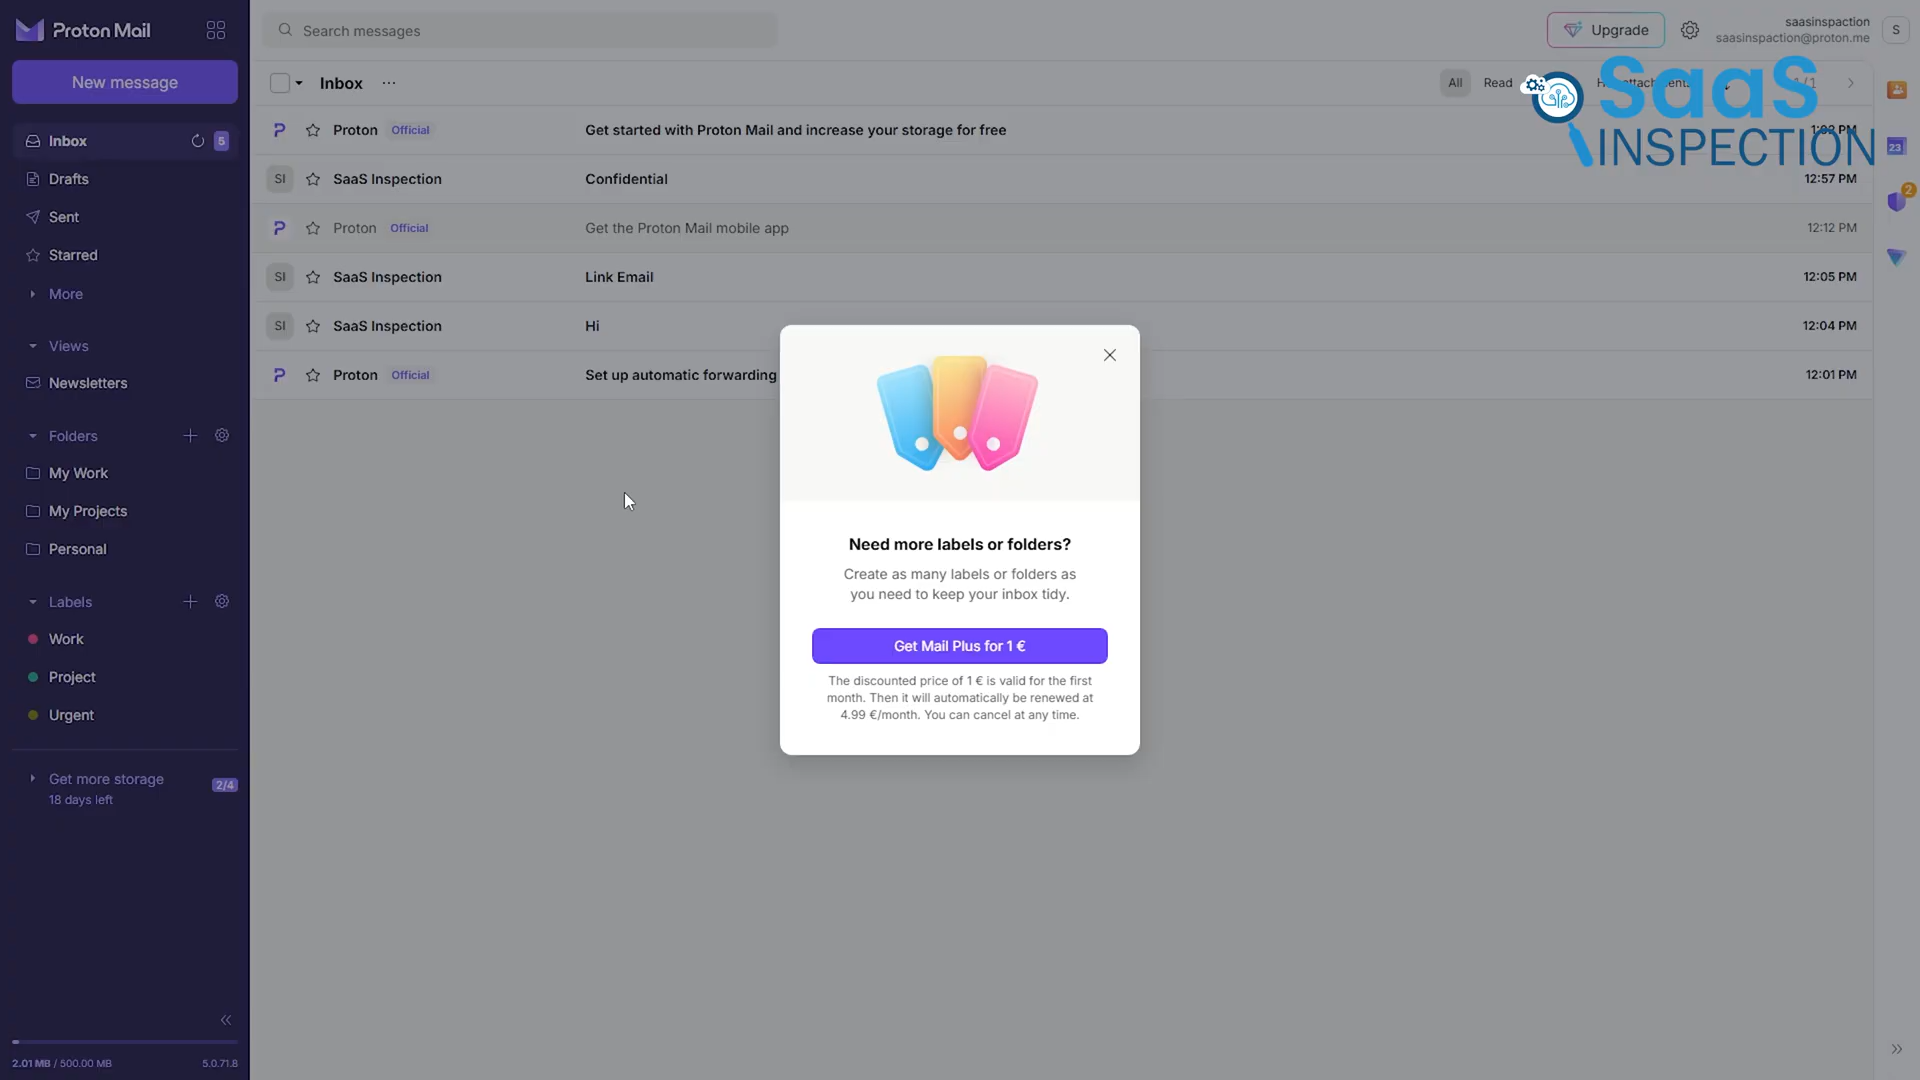 Proton Mail
Search messages
Upgrade
saasinspaction
saasinspaction@proton.me
S
New message
Inbox
...
All
Read
1 / 1
SaaS
INSPECTION
Inbox
5
Drafts
Sent
Starred
More
Views
Newsletters
Folders
My Work
My Projects
Personal
Labels
Work
Project
Urgent
Get more storage
18 days left
2/4
2.01 MB / 500.00 MB
5.0.71.8
Proton Official Get started with Proton Mail and increase your storage for free
SI SaaS Inspection Confidential 12:57 PM
Proton Official Get the Proton Mail mobile app 12:12 PM
SI SaaS Inspection Link Email 12:05 PM
SI SaaS Inspection Hi 12:04 PM
Proton Official Set up automatic forwarding 12:01 PM
23
2
Need more labels or folders?
Create as many labels or folders as
you need to keep your inbox tidy.
Get Mail Plus for 1 €
The discounted price of 1 € is valid for the first
month. Then it will automatically be renewed at
4.99 €/month. You can cancel at any time.